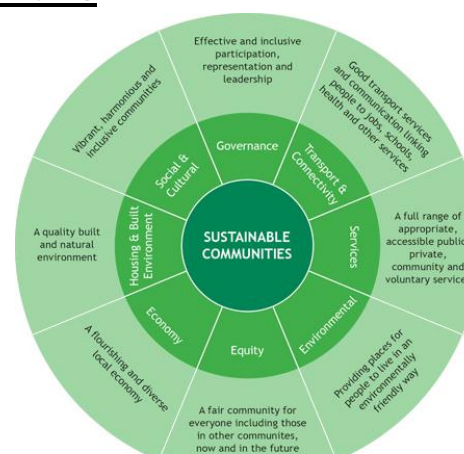 Effective and inclusive
participation,
representation and
leadership
Good transport services
and communication linking
people to jobs, schools,
health and other services
A full range of
appropriate,
accessible public,
private,
community and
voluntary service
Providing places for
people to live in an
environmentally
friendly way
A fair community for
everyone including those
in other communites,
now and in the future
A flourishing and diverse
local economy
A quality built
and natural
environment
Vibrant, harmonious and
inclusive communities
Governance
Transport &
Connectivity
Services
Environmental
Equity
Economy
Housing & Built
Environment
Social &
Cultural
SUSTAINABLE
COMMUNITIES